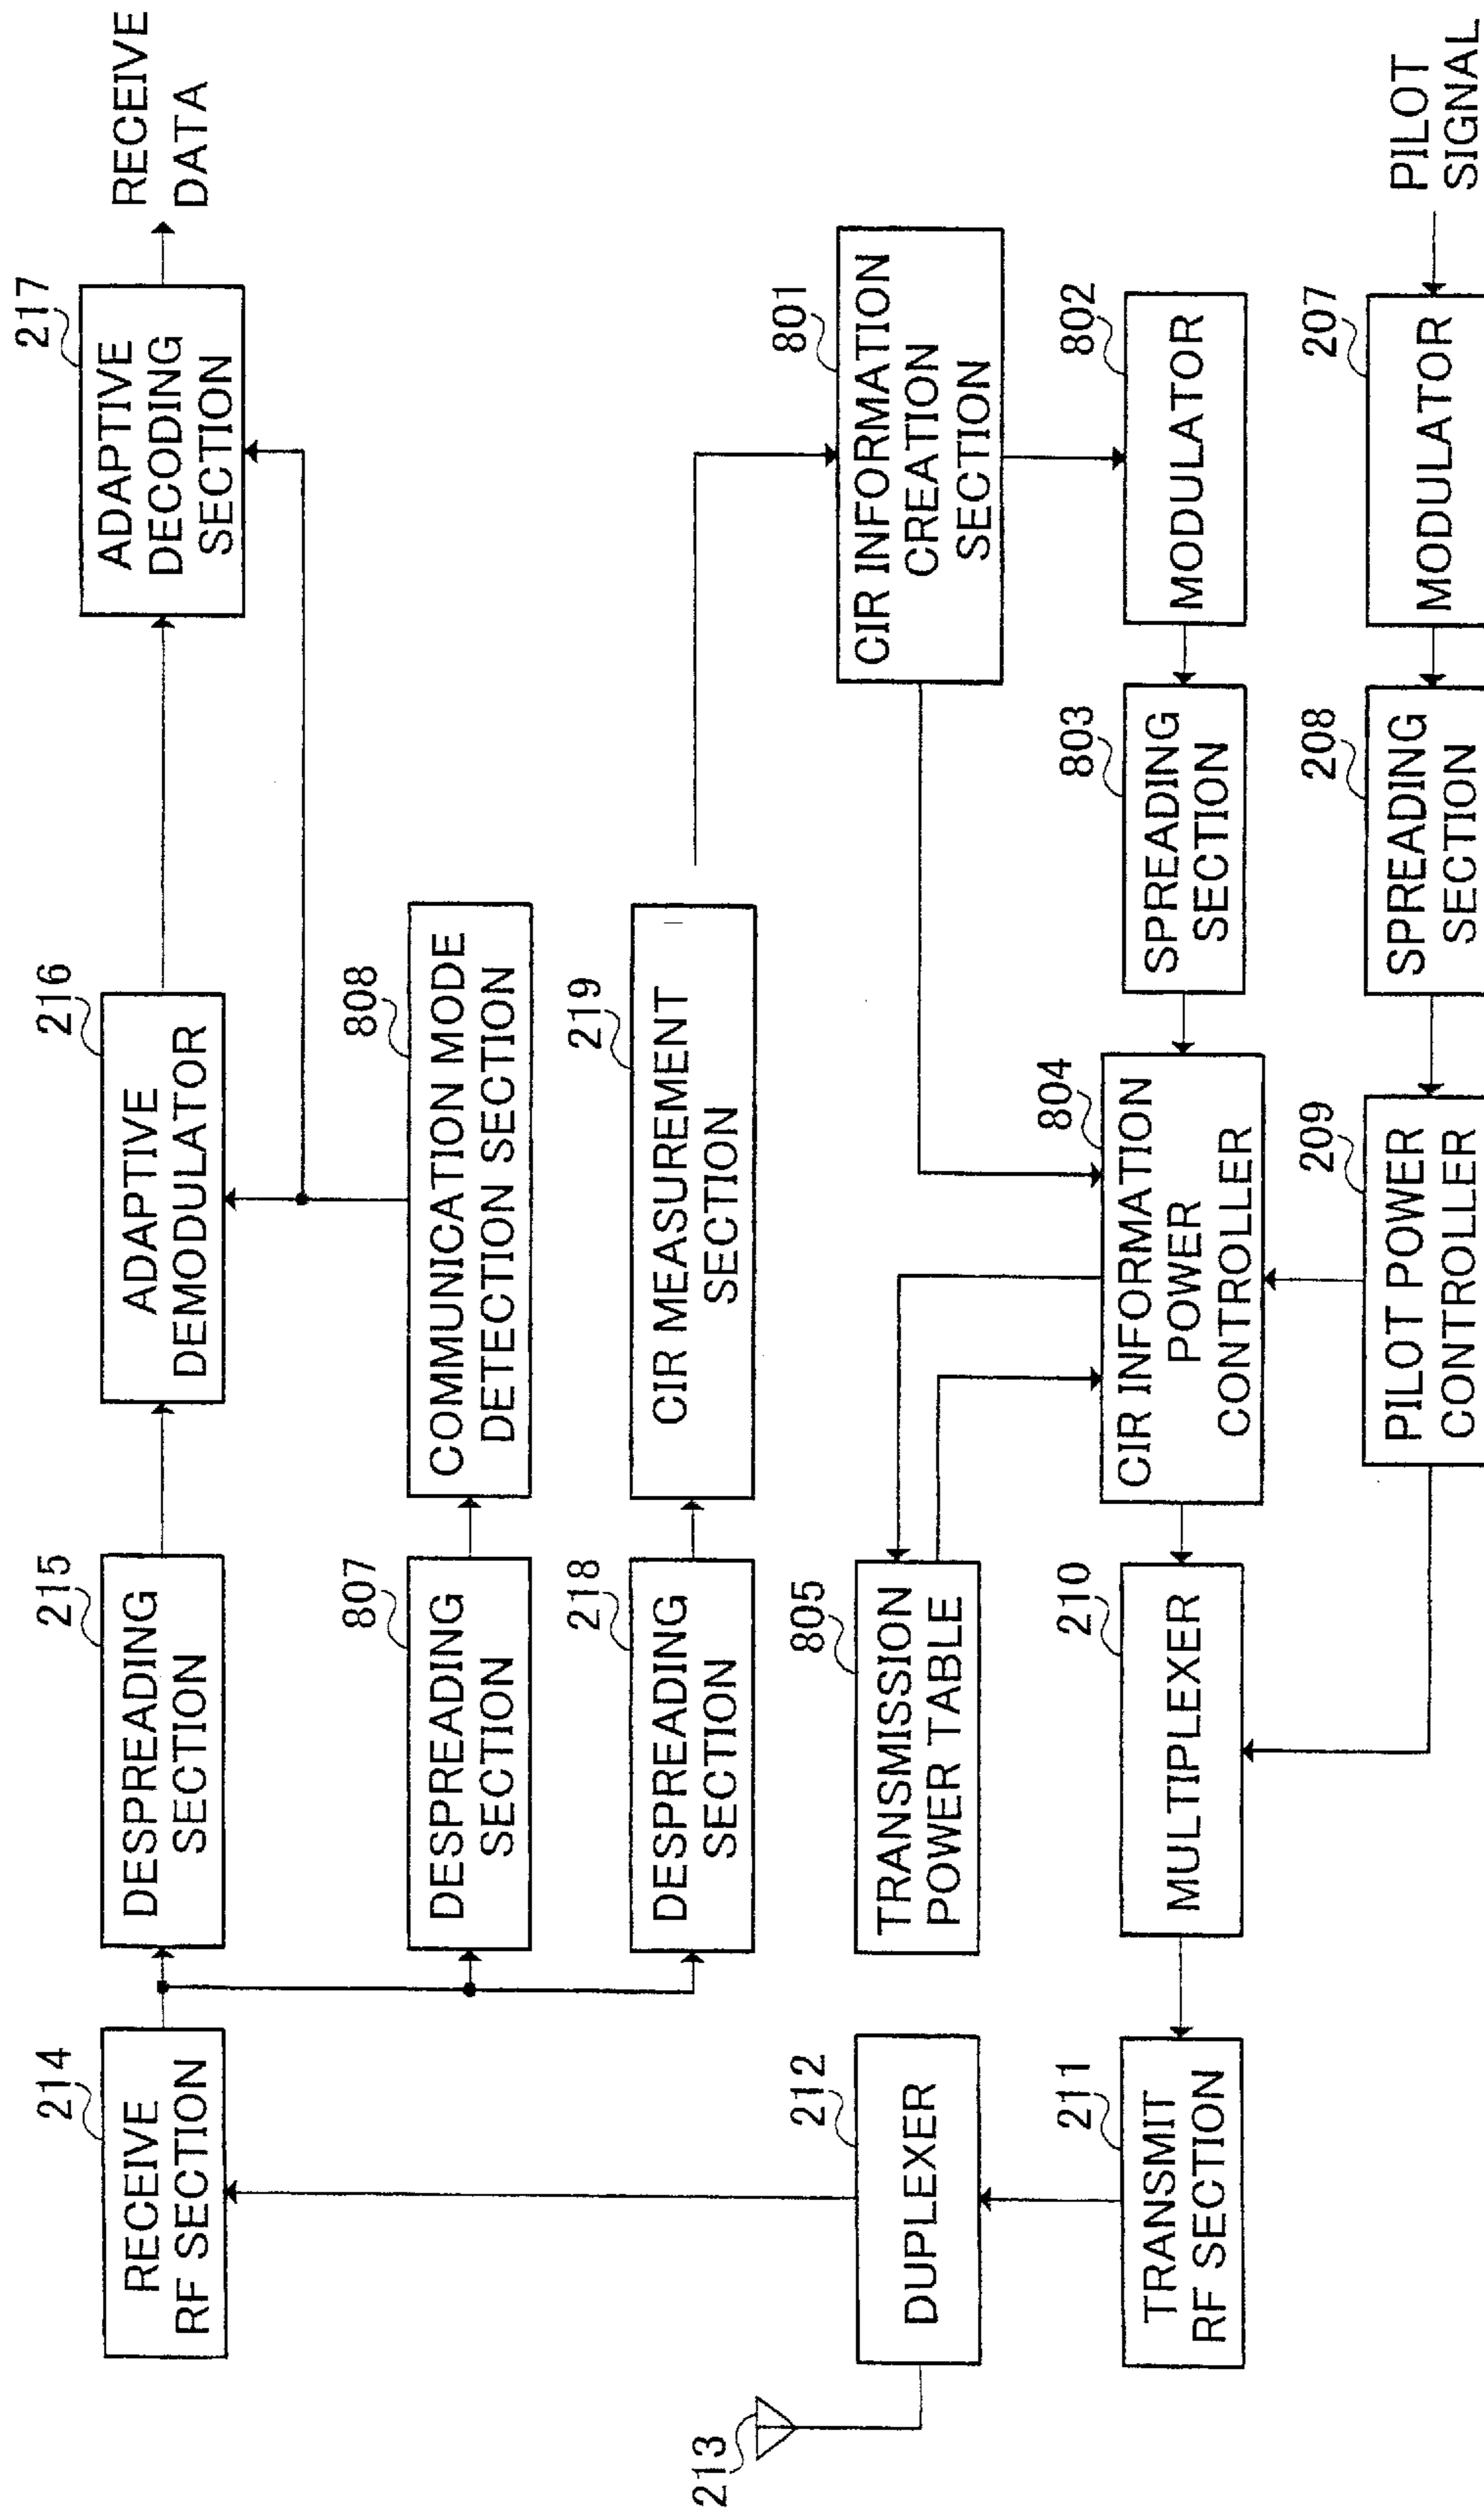 214
RECEIVE
RF SECTION
215
DESPREADING
SECTION
216
ADAPTIVE
DEMODULATOR
217
ADAPTIVE
DECODING
SECTION
RECEIVE
DATA
807
DESPREADING
SECTION
808
COMMUNICATION MODE
DETECTION SECTION
218
DESPREADING
SECTION
219
CIR MEASUREMENT
SECTION
213
212
DUPLEXER
805
TRANSMISSION
POWER TABLE
801
CIR INFORMATION
CREATION
SECTION
211
TRANSMIT
RF SECTION
210
MULTIPLEXER
804
CIR INFORMATION
POWER
CONTROLLER
803
SPREADING
SECTION
802
MODULATOR
209
PILOT POWER
CONTROLLER
208
SPREADING
SECTION
207
MODULATOR
PILOT
SIGNAL